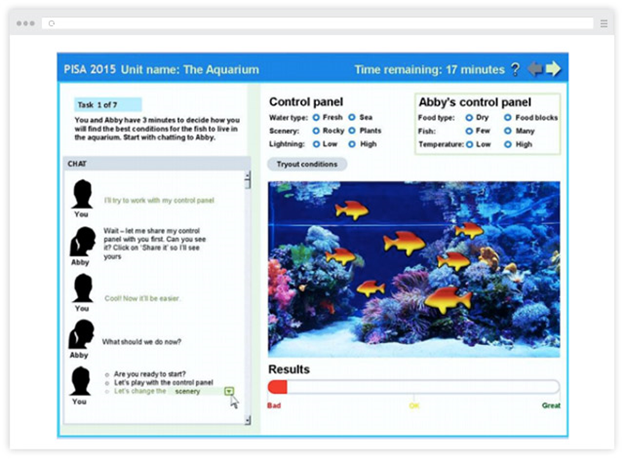 PISA 2015 Unit name: The Aquarium
Time remaining: 17 minutes ?
Task 1 of 7
You and Abby have 3 minutes to decide how you
will find the best conditions for the fish to live in
the aquarium. Start with chatting to Abby.
CHAT
I'll try to work with my control panel
You
Wait – let me share my control
panel with you first. Can you see
it? Click on 'Share it' so I'll see
yours
Abby
Cool! Now it'll be easier.
You
What should we do now?
Abby
Are you ready to start?
Let's play with the control panel
Let's change the scenery
You
Control panel
Water type: Fresh Sea
Scenery: Rocky Plants
Lightning: Low High
Abby's control panel
Food type: Dry Food blocks
Fish: Few Many
Temperature: Low High
Tryout conditions
Results
Bad OK Great